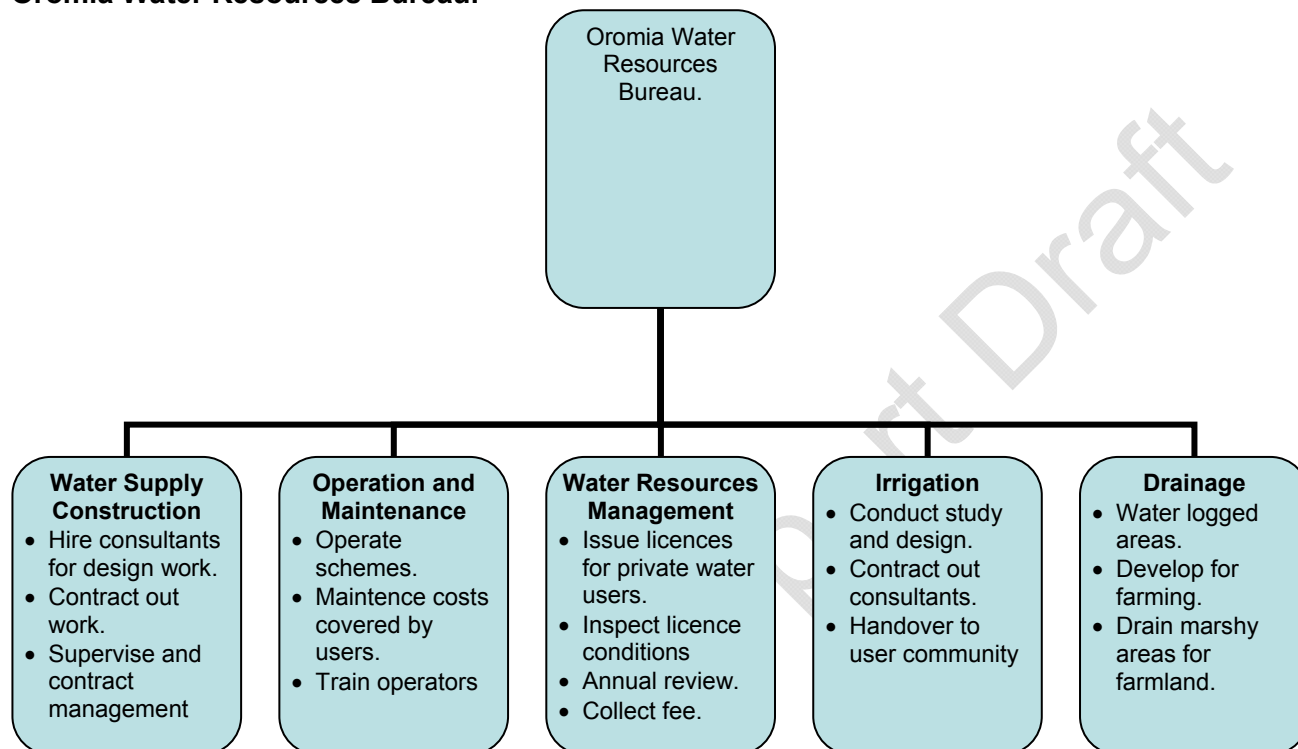 Oromia Water Resources Bureau.
Oromia Water
Resources
Bureau.
Water Supply
Construction
• Hire consultants
for design work.
• Contract out
work.
• Supervise and
contract
management
Operation and
Maintenance
• Operate
schemes.
• Maintence costs
covered by
users.
• Train operators
Water Resources
Management
• Issue licences
for private water
users.
• Inspect licence
conditions
• Annual review.
• Collect fee.
Irrigation
• Conduct study
and design.
• Contract out
consultants.
• Handover to
user community
Drainage
• Water logged
areas.
• Develop for
farming.
• Drain marshy
areas for
farmland.
Draft